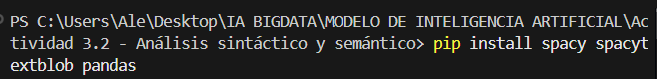 PS C:\Users\Ale\Desktop\IA BIGDATA\MODELO DE INTELIGENCIA ARTIFICIAL\Ac
tividad 3.2 - Análisis sintáctico y semántico> pip install spacy spacyt
extblob pandas